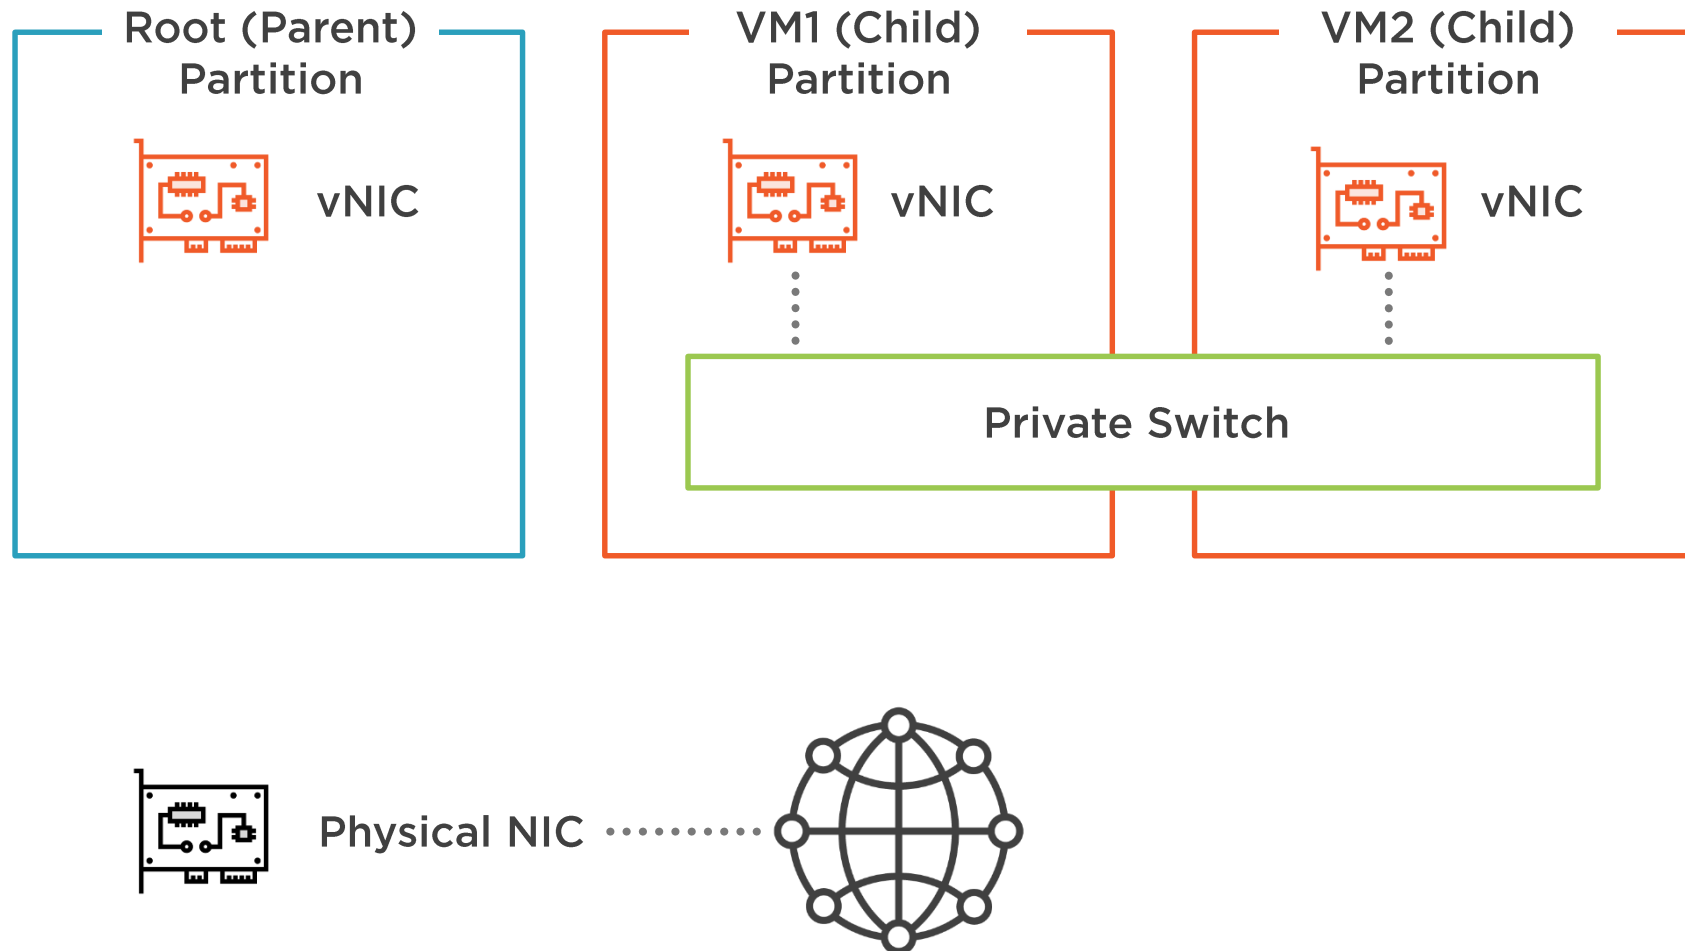 Root (Parent)
Partition
VM1 (Child)
Partition
VM2 (Child)
Partition
vNIC
vNIC
vNIC
Private Switch
Physical NIC